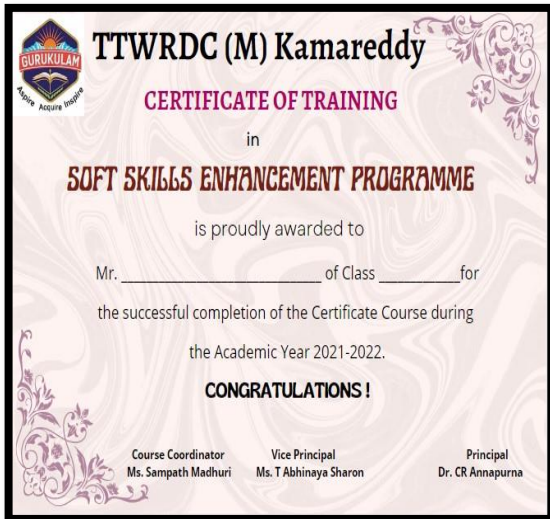 GURUKULAM
Aspire Acquire Inspire
TTWRDC (M) Kamareddy
CERTIFICATE OF TRAINING
in
SOFT SKILLS ENHANCEMENT PROGRAMME
is proudly awarded to
Mr. ____________________________ of Class ___________for
the successful completion of the Certificate Course during
the Academic Year 2021-2022.
CONGRATULATIONS !
Course Coordinator Vice Principal Principal
Ms. Sampath Madhuri Ms. T Abhinaya Sharon Dr. CR Annapurna